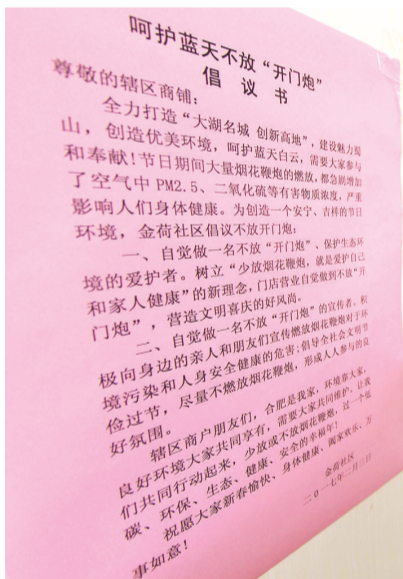 呵护蓝天不放“开门炮”
倡 议 书
尊敬的辖区商铺：
全力打造“大湖名城 创新高地”，建设魅力蜀
山，创造优美环境，呵护蓝天白云，需要大家参与
和奉献！节日期间大量烟花鞭炮的燃放，都急剧增加
了空气中PM2.5、二氧化硫等有害物质浓度，严重
影响人们身体健康。为创造一个安宁、吉祥的节日
环境，金荷社区倡议不放“开门炮：
一、自觉做一名不放“开门炮”、保护生态环
境的爱护者。树立“少放烟花鞭炮，就是爱护自己
和家人健康”的新理念，门店营业自觉做到不放“开
门炮”，营造文明喜庆的好风尚。
二、自觉做一名不放“开门炮”的宣传者。积
极向身边的亲人和朋友们宣传燃放烟花鞭炮对于环
境污染和人身安全健康的危害；倡导全社会文明节
俭过节，尽量不燃放烟花鞭炮，形成人人参与的良
好氛围。
辖区商户朋友们，合肥是我家，环境靠大家，
良好环境大家共同享有，需要大家共同维护，让我
们共同行动起来，少放或不放烟花鞭炮，过一个低
碳、环保、生态、健康、安全的幸福年！
祝愿大家新春愉快、身体健康、阖家欢乐、万
事如意！
金荷社区
二〇一七年二月三日